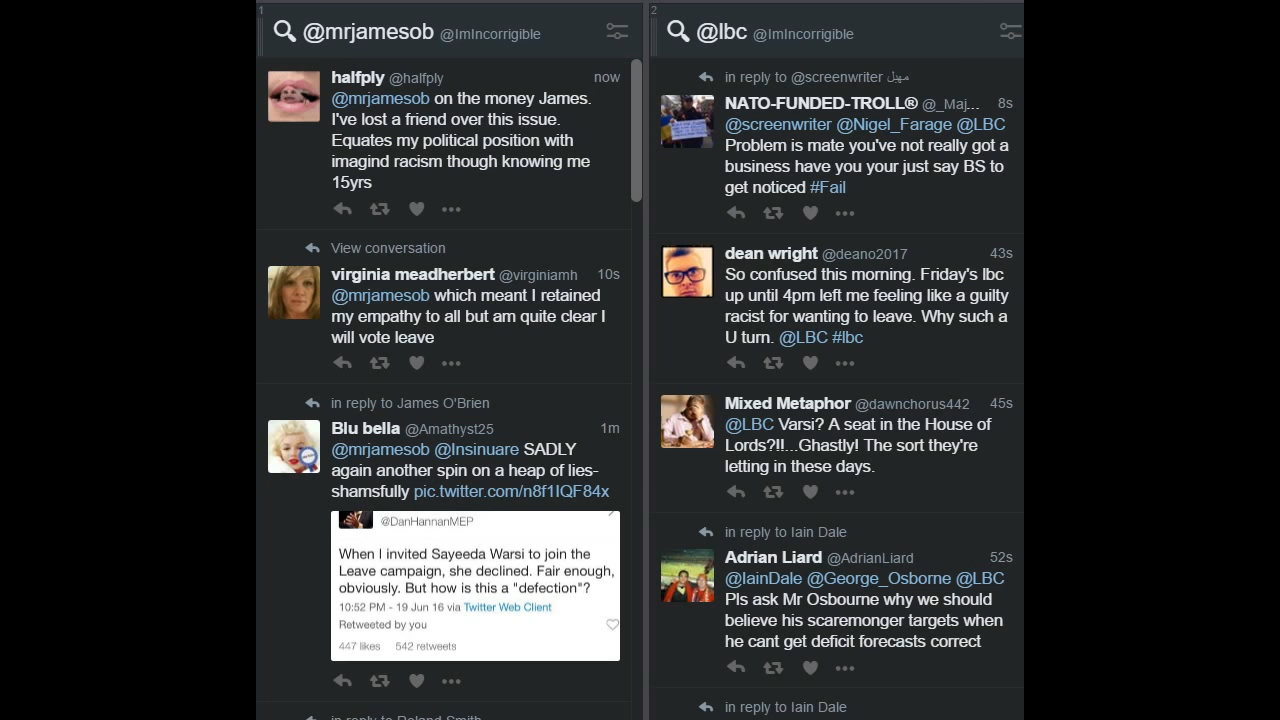 1
@mrjamesob @ImIncorrigible
halfply @halfply now
@mrjamesob on the money James.
I've lost a friend over this issue.
Equates my political position with
imagind racism though knowing me
15yrs
View conversation
virginia meadherbert @virginiamh 10s
@mrjamesob which meant I retained
my empathy to all but am quite clear I
will vote leave
in reply to James O'Brien
Blu bella @Amathyst25 1m
@mrjamesob @Insinuare SADLY
again another spin on a heap of lies-
shamsfully pic.twitter.com/n8f1IQF84x
@DanHannanMEP
When I invited Sayeeda Warsi to join the
Leave campaign, she declined. Fair enough,
obviously. But how is this a "defection"?
10:52 PM - 19 Jun 16 via Twitter Web Client
Retweeted by you
447 likes 542 retweets
in reply to Roland Smith
2
@lbc @ImIncorrigible
in reply to @screenwriter مهنل
NATO-FUNDED-TROLL® @_Maj... 8s
@screenwriter @Nigel_Farage @LBC
Problem is mate you've not really got a
business have you your just say BS to
get noticed #Fail
dean wright @deano2017 43s
So confused this morning. Friday's lbc
up until 4pm left me feeling like a guilty
racist for wanting to leave. Why such a
U turn. @LBC #lbc
Mixed Metaphor @dawnchorus442 45s
@LBC Varsi? A seat in the House of
Lords?!!...Ghastly! The sort they're
letting in these days.
in reply to Iain Dale
Adrian Liard @AdrianLiard 52s
@IainDale @George_Osborne @LBC
Pls ask Mr Osbourne why we should
believe his scaremonger targets when
he cant get deficit forecasts correct
in reply to Iain Dale